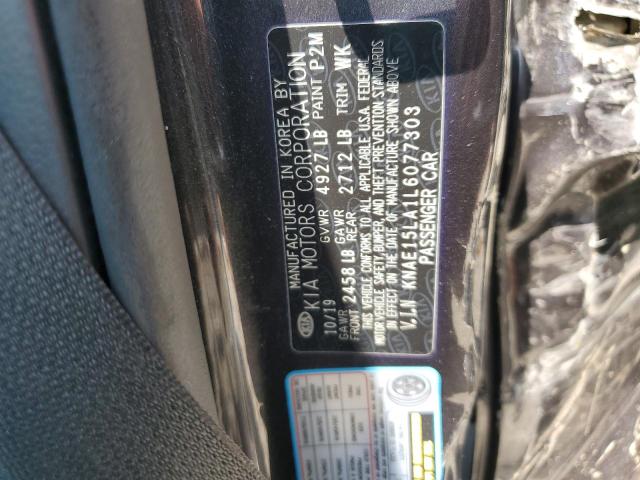 KIA
MANUFACTURED IN KOREA BY
KIA MOTORS CORPORATION
10/19 GVWR 4927 LB PAINT P2M
GAWR GAWR
FRONT 2458 LB REAR 2712 LB TRIM WK
THIS VEHICLE CONFORMS TO ALL APPLICABLE U.S.A. FEDERAL
MOTOR VEHICLE SAFETY, BUMPER, AND THEFT PREVENTION STANDARDS
IN EFFECT ON THE DATE OF MANUFACTURE SHOWN ABOVE
V.I.N KNAE15LA1L6077303
PASSENGER CAR